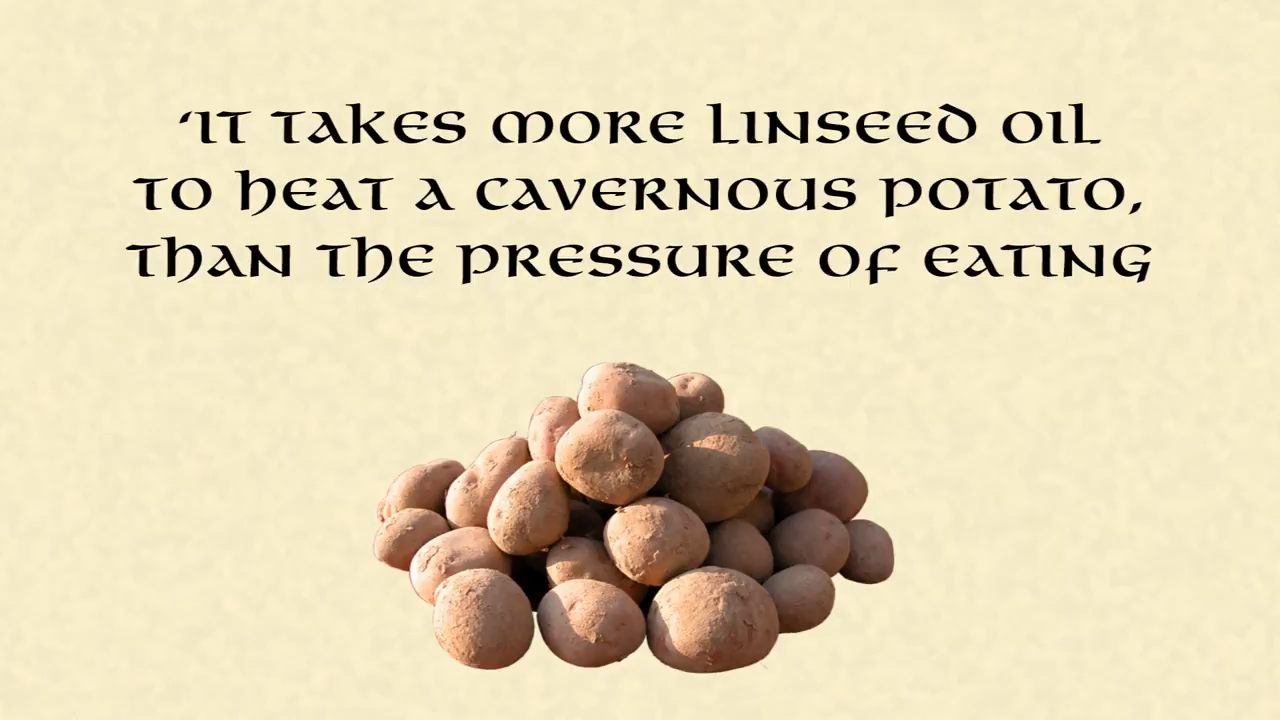 ‘It takes more linseed oil
to heat a cavernous potato,
than the pressure of eating